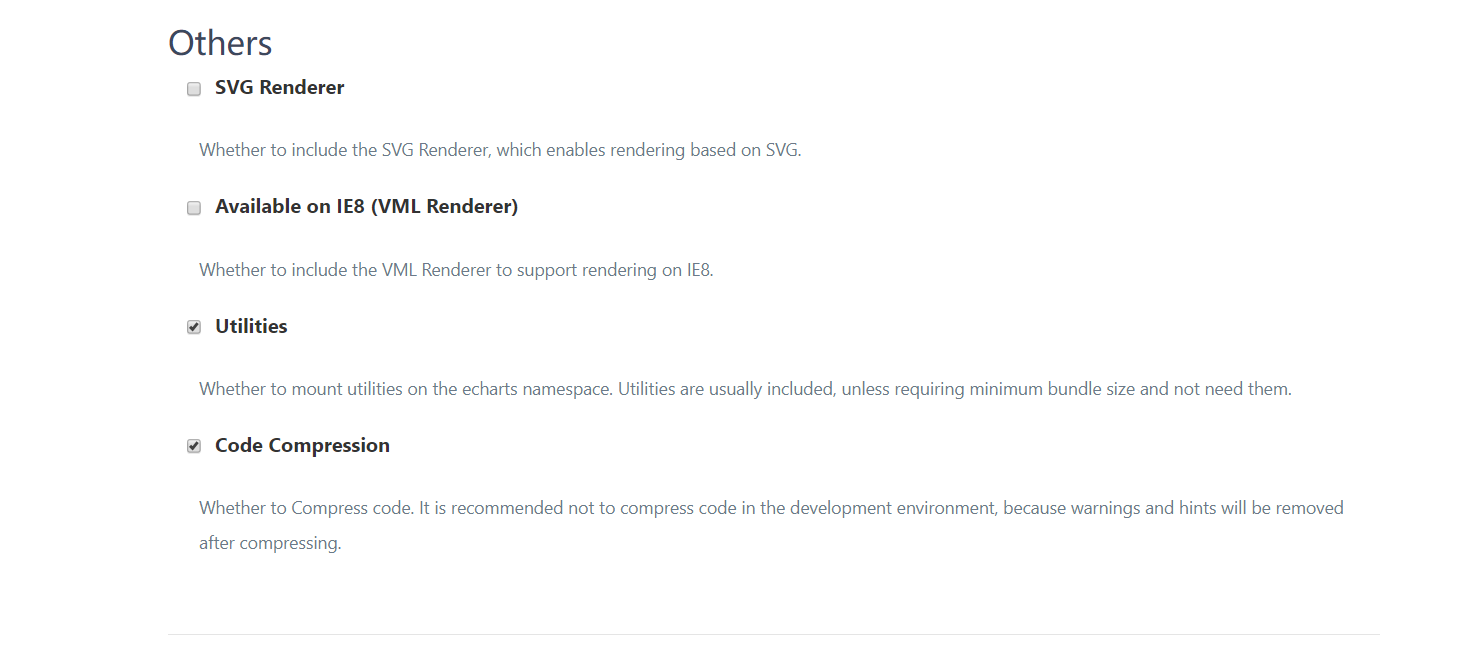 Others
SVG Renderer
Whether to include the SVG Renderer, which enables rendering based on SVG.
Available on IE8 (VML Renderer)
Whether to include the VML Renderer to support rendering on IE8.
Utilities
Whether to mount utilities on the echarts namespace. Utilities are usually included, unless requiring minimum bundle size and not need them.
Code Compression
Whether to Compress code. It is recommended not to compress code in the development environment, because warnings and hints will be removed
after compressing.